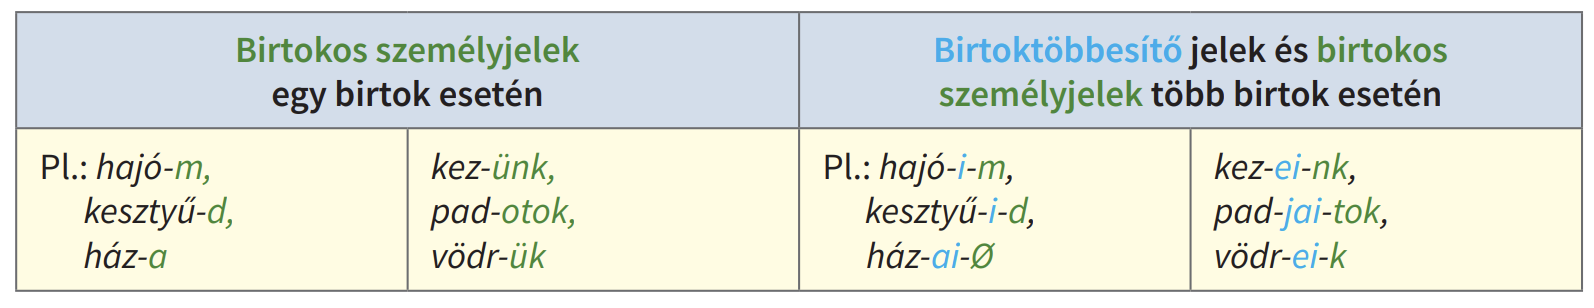 Birtokos személyjelek
egy birtok esetén
Birtoktöbbesítő jelek és birtokos
személyjelek több birtok esetén
Pl.: hajó-m,
kesztyű-d,
ház-a
kez-ünk,
pad-otok,
vödr-ük
Pl.: hajó-i-m,
kesztyű-i-d,
ház-ai-Ø
kez-ei-nk,
pad-jai-tok,
vödr-ei-k